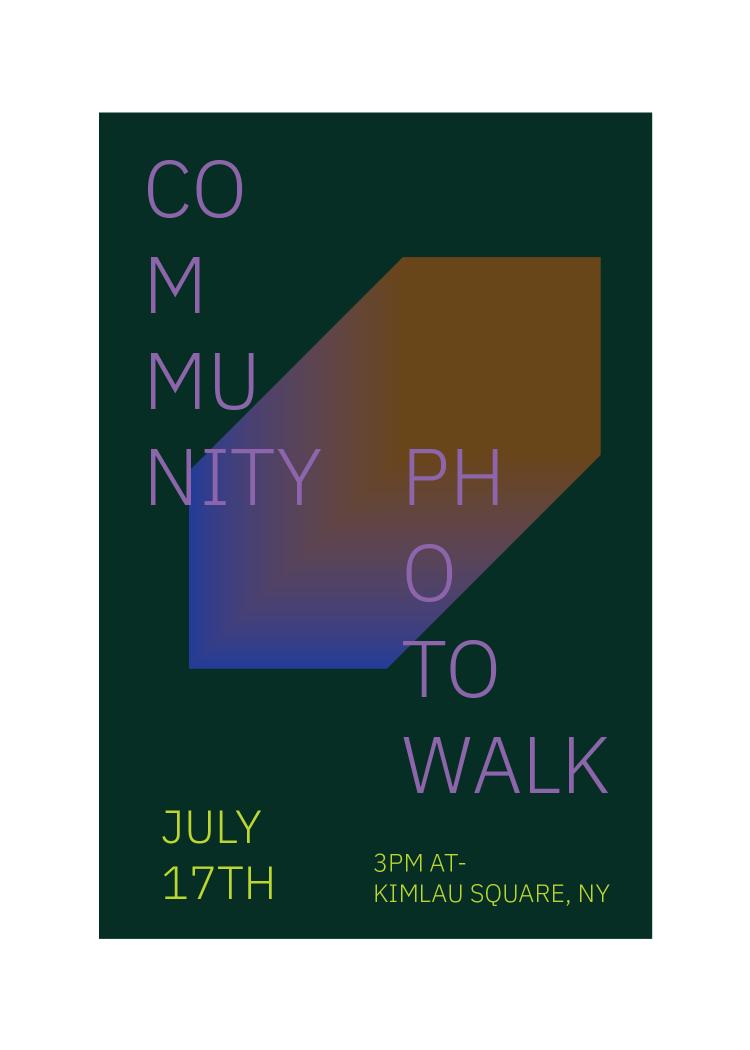 CO
M
MU
NITY
PH
O
TO
WALK
JULY
17TH
3PM AT-
KIMLAU SQUARE, NY